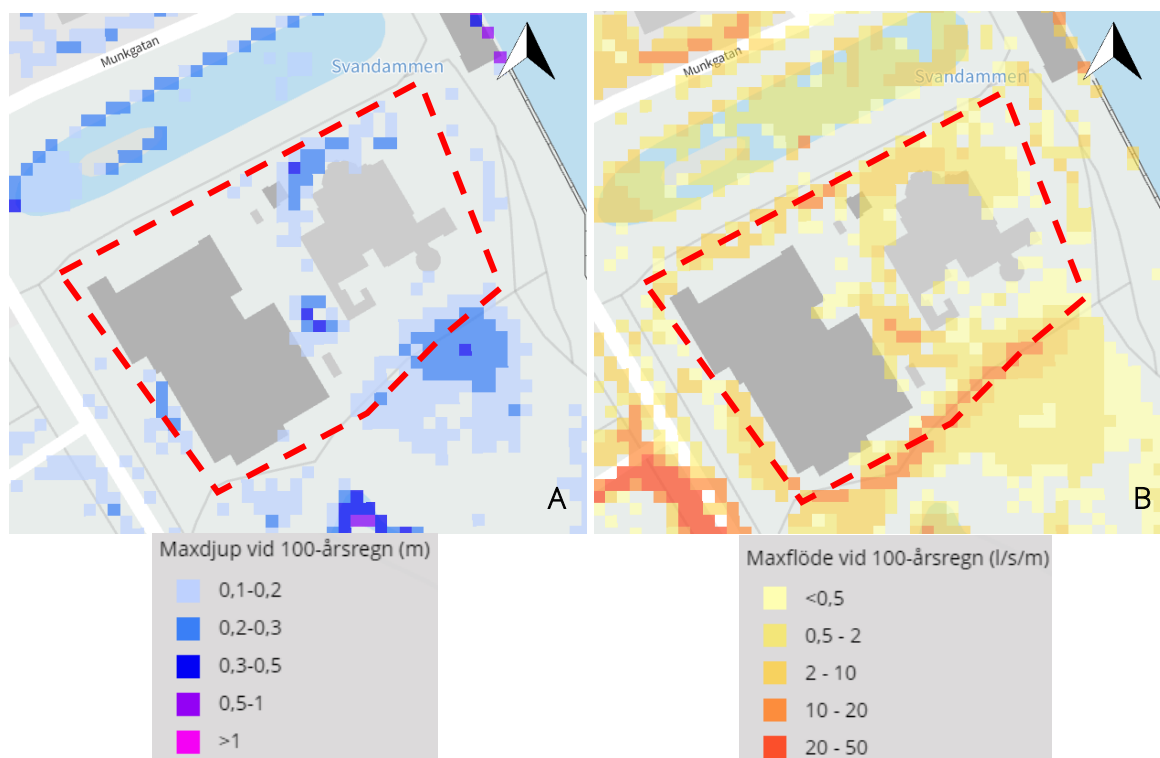 Munkgatan
Svandammen
A
Munkgatan
Svandammen
B
Maxdjup vid 100-årsregn (m)
0,1-0,2
0,2-0,3
0,3-0,5
0,5-1
>1
Maxflöde vid 100-årsregn (l/s/m)
<0,5
0,5 - 2
2 - 10
10 - 20
20 - 50